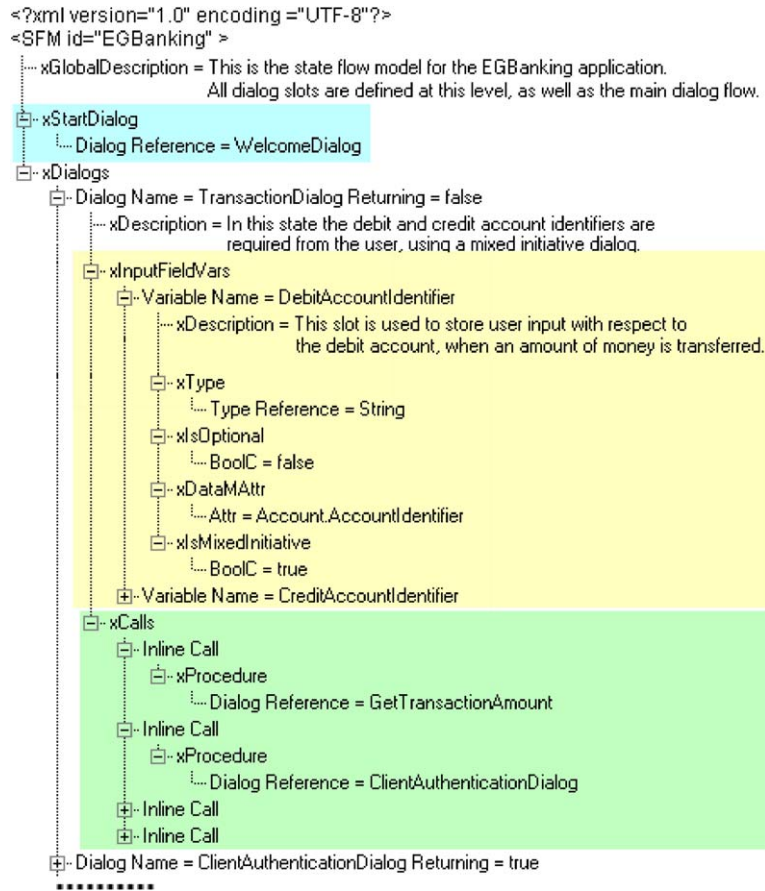 <?xml version="1.0" encoding ="UTF-8"?>
<SFM id="EGBanking" >
xGlobalDescription = This is the state flow model for the EGBanking application.
All dialog slots are defined at this level, as well as the main dialog flow.
xStartDialog
Dialog Reference = WelcomeDialog
xDialogs
Dialog Name = TransactionDialog Returning = false
xDescription = In this state the debit and credit account identifiers are
required from the user, using a mixed initiative dialog.
xInputFieldVars
Variable Name = DebitAccountIdentifier
xDescription = This slot is used to store user input with respect to
the debit account, when an amount of money is transferred.
xType
Type Reference = String
xIsOptional
BoolC = false
xDataMAttr
Attr = Account.AccountIdentifier
xIsMixedInitiative
BoolC = true
Variable Name = CreditAccountIdentifier
xCalls
Inline Call
xProcedure
Dialog Reference = GetTransactionAmount
Inline Call
xProcedure
Dialog Reference = ClientAuthenticationDialog
Inline Call
Inline Call
Dialog Name = ClientAuthenticationDialog Returning = true